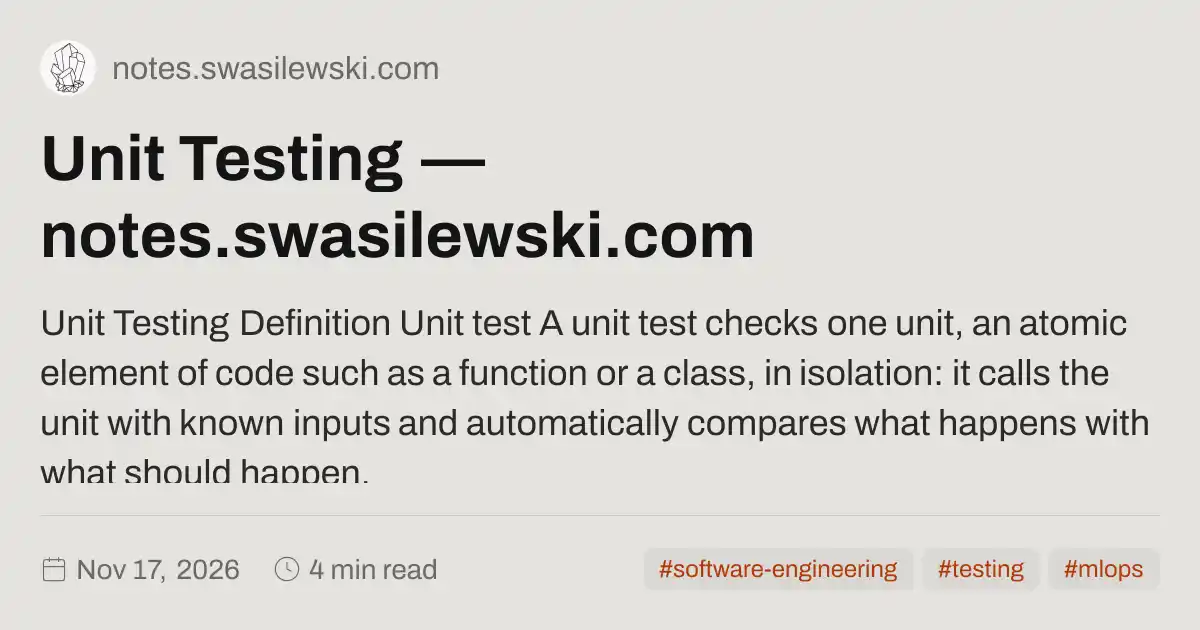 notes.swasilewski.com
Unit Testing —
notes.swasilewski.com
Unit Testing Definition Unit test A unit test checks one unit, an atomic
element of code such as a function or a class, in isolation: it calls the
unit with known inputs and automatically compares what happens with
what should happen.
Nov 17, 2026
4 min read
#software-engineering
#testing
#mlops